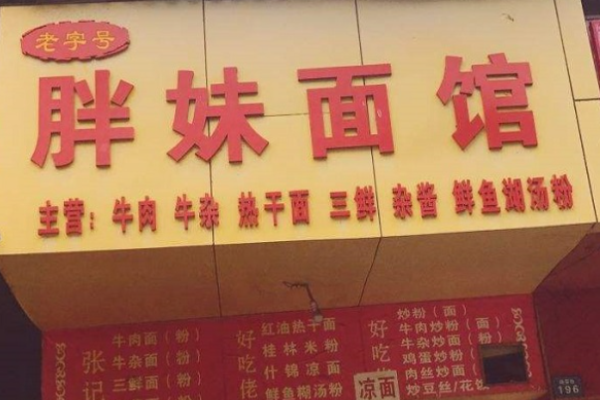 老字号
胖妹面馆
主营：牛肉 牛杂 热干面 三鲜 杂酱 鲜鱼湖汤粉
张记
牛肉面（粉）
牛杂面（粉）
三鲜面（粉）
好吃佬
红油热干面
桂林米粉
什锦凉面
鲜鱼糊汤粉
好吃
炒粉（面）
牛肉炒粉（面）
牛杂炒粉（面）
鸡蛋炒粉（面
肉丝炒粉（面
炒豆丝/花饭
凉面
196